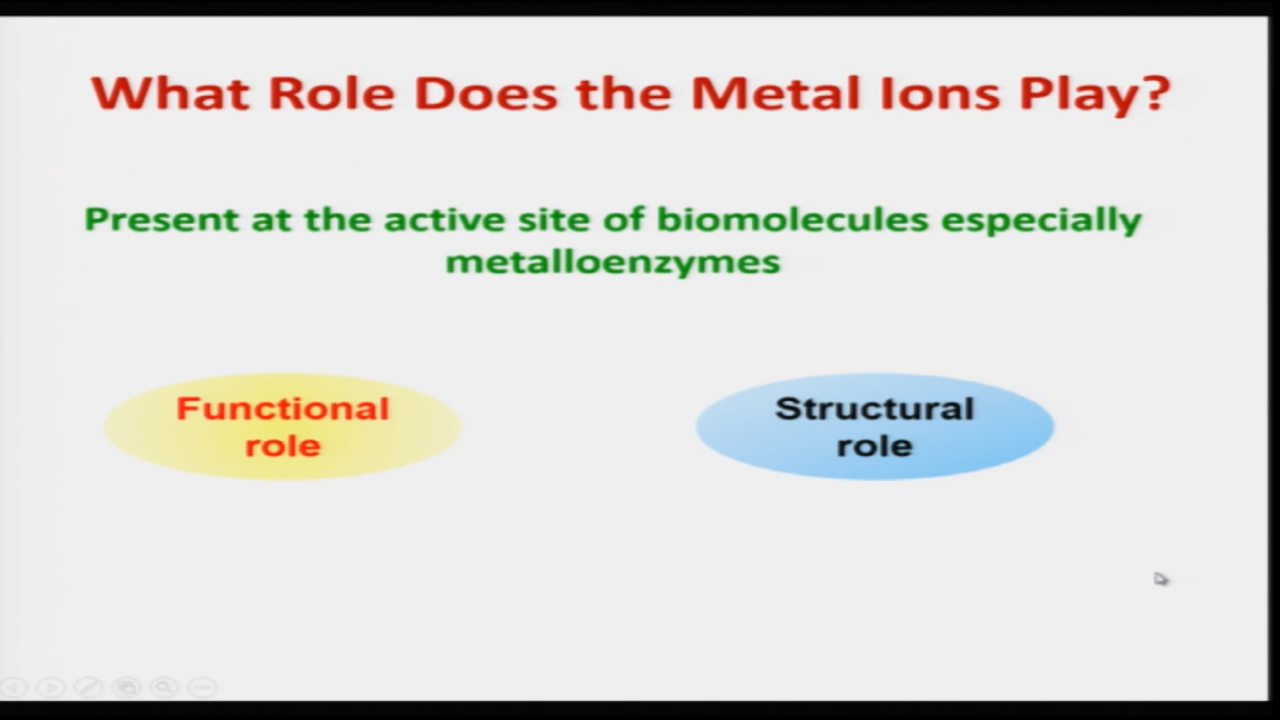 What Role Does the Metal Ions Play?
Present at the active site of biomolecules especially
metalloenzymes
Functional
role
Structural
role